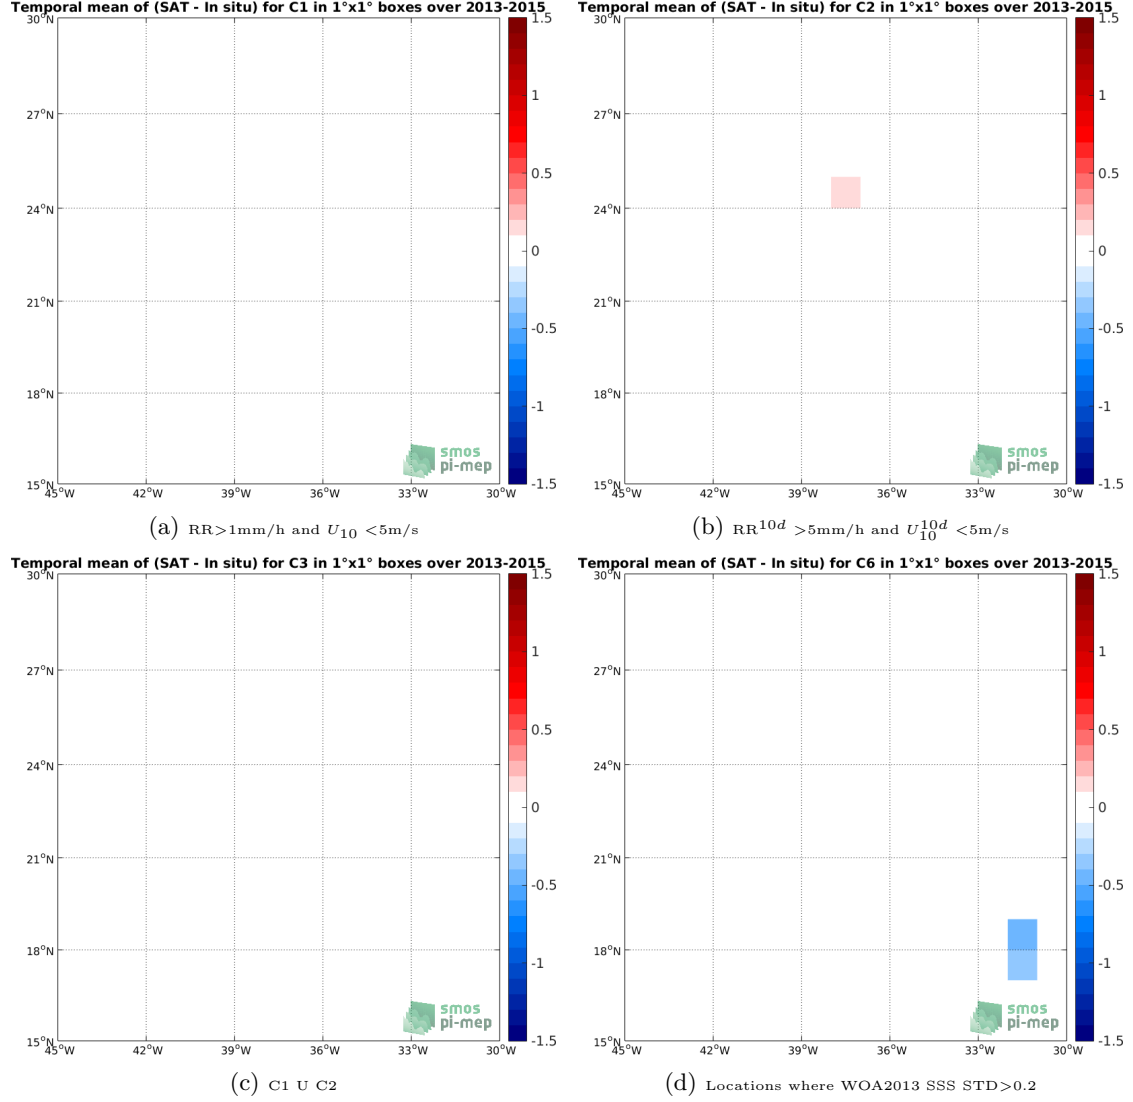 Temporal mean of (SAT - In situ) for C1 in 1°x1° boxes over 2013-2015
30°N
27°N
24°N
21°N
18°N
15°N
45°W 42°W 39°W 36°W 33°W 30°W
1.5
1
0.5
0
-0.5
-1
-1.5
smos
pi-mep
(a) RR>1mm/h and U10 <5m/s
Temporal mean of (SAT - In situ) for C2 in 1°x1° boxes over 2013-2015
30°N
27°N
24°N
21°N
18°N
15°N
45°W 42°W 39°W 36°W 33°W 30°W
1.5
1
0.5
0
-0.5
-1
-1.5
smos
pi-mep
(b) RR^10d >5mm/h and U10^10d <5m/s
Temporal mean of (SAT - In situ) for C3 in 1°x1° boxes over 2013-2015
30°N
27°N
24°N
21°N
18°N
15°N
45°W 42°W 39°W 36°W 33°W 30°W
1.5
1
0.5
0
-0.5
-1
-1.5
smos
pi-mep
(c) C1 U C2
Temporal mean of (SAT - In situ) for C6 in 1°x1° boxes over 2013-2015
30°N
27°N
24°N
21°N
18°N
15°N
45°W 42°W 39°W 36°W 33°W 30°W
1.5
1
0.5
0
-0.5
-1
-1.5
smos
pi-mep
(d) Locations where WOA2013 SSS STD>0.2